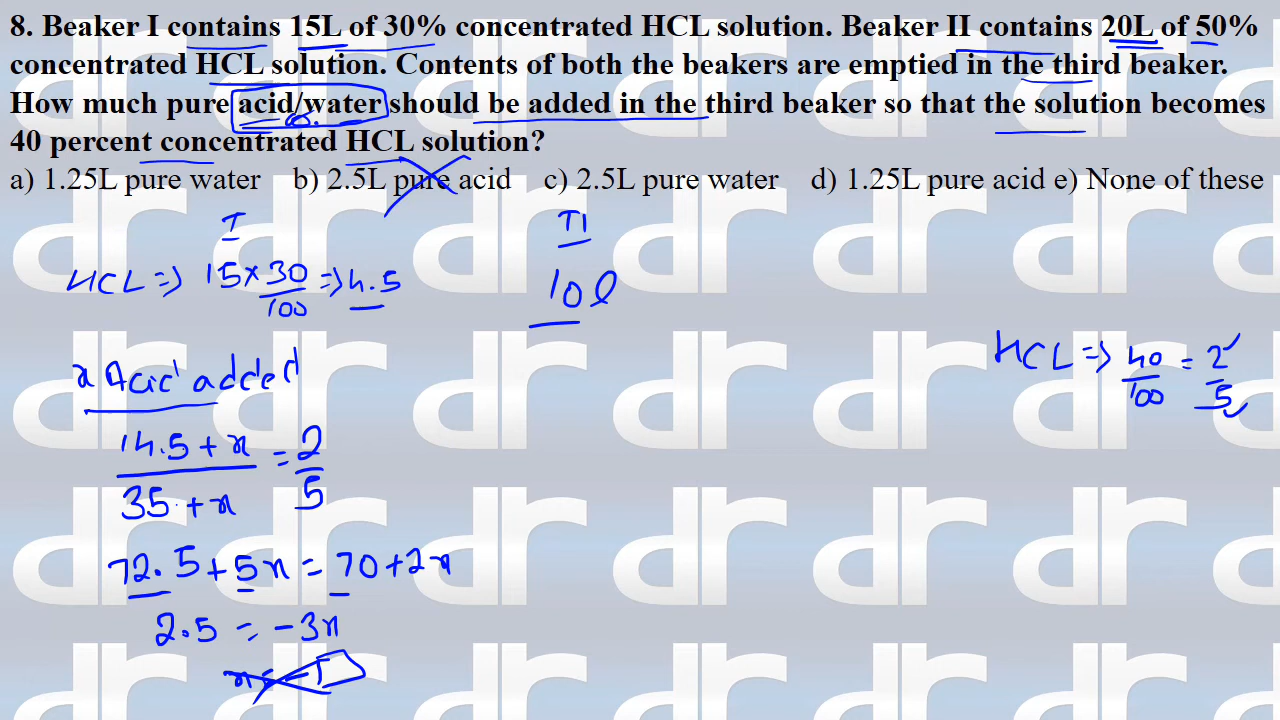 8. Beaker I contains 15L of 30% concentrated HCL solution. Beaker II contains 20L of 50%
concentrated HCL solution. Contents of both the beakers are emptied in the third beaker.
How much pure acid/water should be added in the third beaker so that the solution becomes
40 percent concentrated HCL solution?
a) 1.25L pure water b) 2.5L pure acid c) 2.5L pure water d) 1.25L pure acid e) None of these
I II
HCL => 15 × 30/100 => 4.5 10l
HCL => 40/100 = 2/5
x Acid added
14.5 + x / 35 + x = 2/5
72.5 + 5x = 70 + 2x
2.5 = -3x